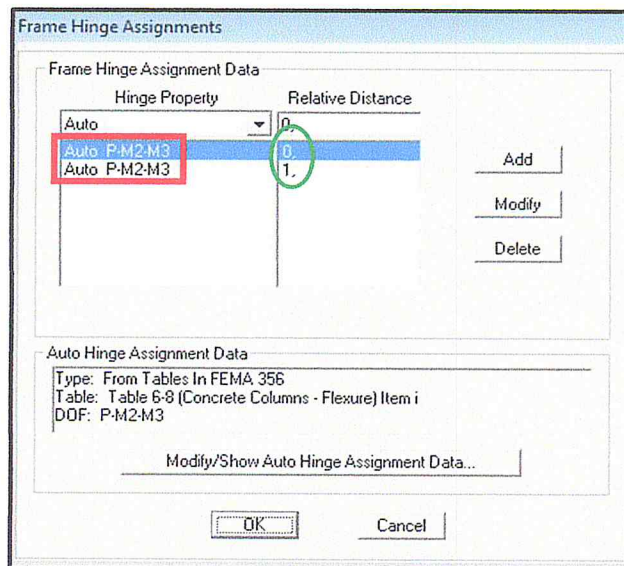 Frame Hinge Assignments
Frame Hinge Assignment Data
Hinge Property Relative Distance
Auto 0,
Auto P-M2-M3 0,
Auto P-M2-M3 1,
Add
Modify
Delete
Auto Hinge Assignment Data
Type: From Tables In FEMA 356
Table: Table 6-8 (Concrete Columns - Flexure) Item i
DOF: P-M2-M3
Modify/Show Auto Hinge Assignment Data...
OK Cancel